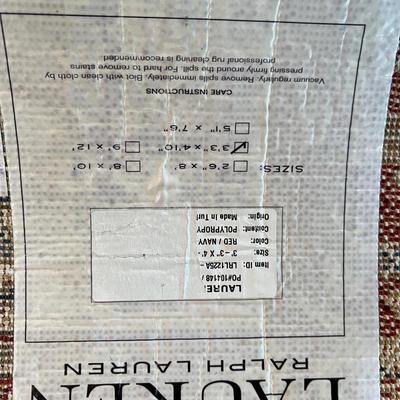 LAUREN
RALPH LAUREN
LAURE
PO#104148 /
Item ID: LRL1225A-
Size: 3' - 3" X 4' -
Color: RED / NAVY
Content: POLYPROPY
Origin: Made in Tur
SIZES: 2'6" x 8' 8' x 10'
3'3" x 4'10" 9' x 12'
5'1" x 7'6"
CARE INSTRUCTIONS
Vacuum regularly. Remove spills immediately. Blot with clean cloth by
pressing firmly around the spill. For hard to remove stains
professional rug cleaning is recommended.